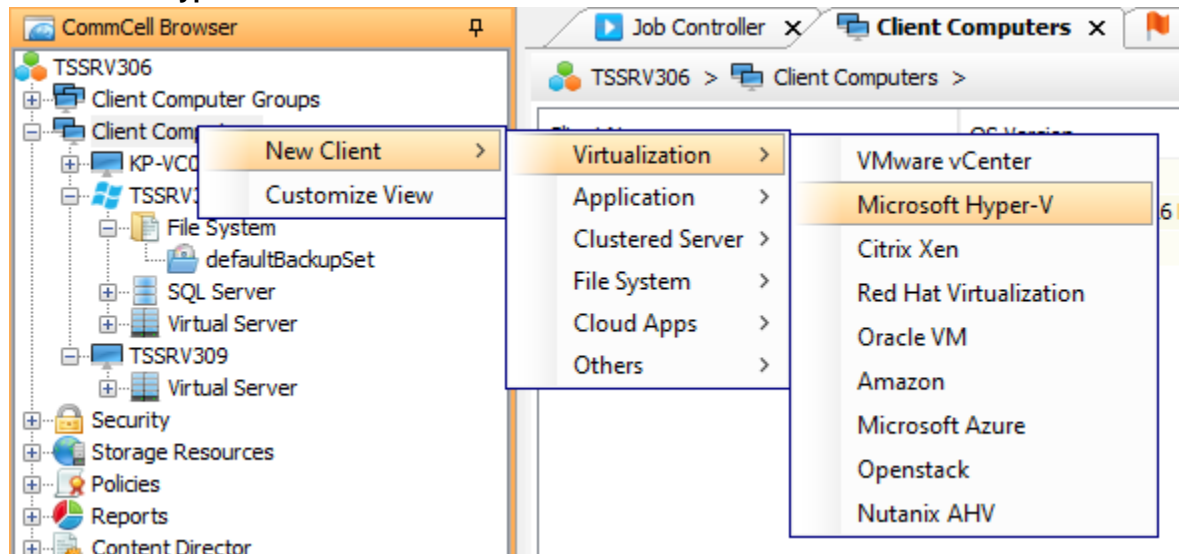 CommCell Browser
TSSRV306
Client Computer Groups
Client Comp
KP-VC0
TSSRV
File System
defaultBackupSet
SQL Server
Virtual Server
TSSRV309
Virtual Server
Security
Storage Resources
Policies
Reports
Content Director
New Client >
Customize View
Job Controller X
Client Computers X
TSSRV306 > Client Computers >
OS Version
Virtualization >
Application >
Clustered Server >
File System >
Cloud Apps >
Others >
VMware vCenter
Microsoft Hyper-V
Citrix Xen
Red Hat Virtualization
Oracle VM
Amazon
Microsoft Azure
Openstack
Nutanix AHV
6